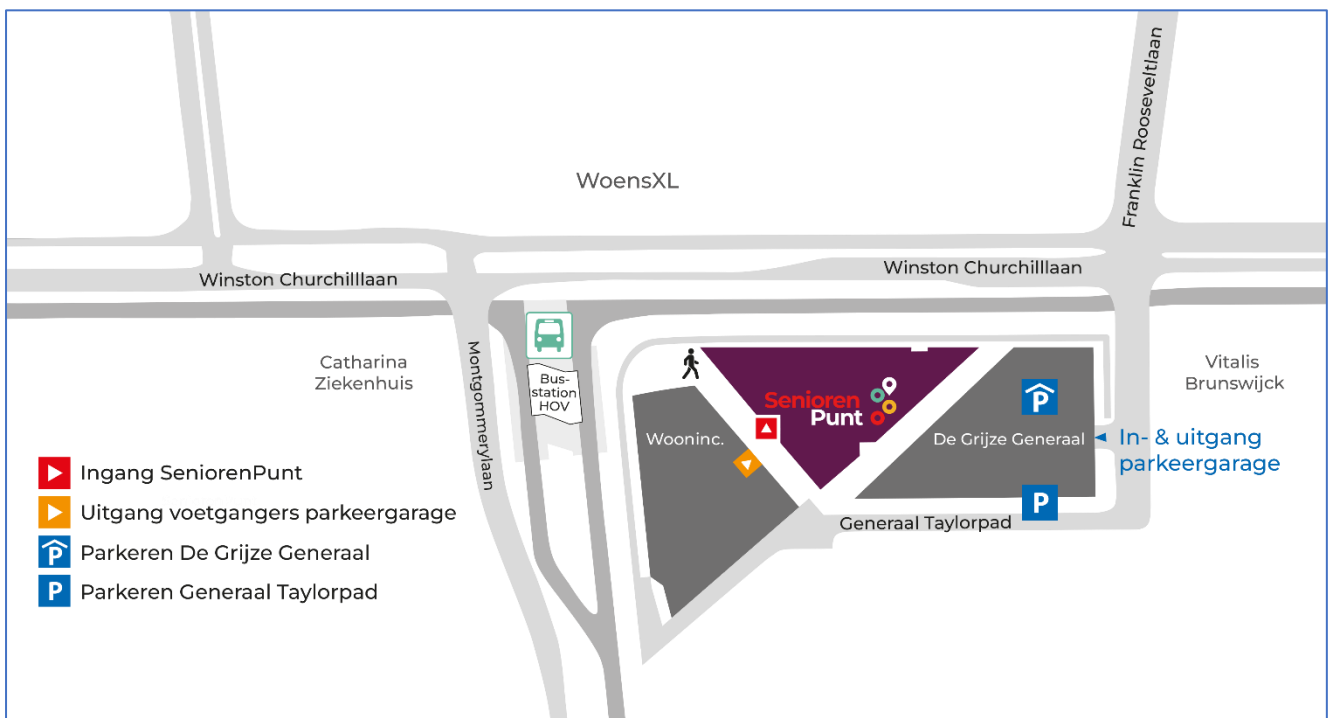 Franklin Rooseveltlaan
WoensXL
Winston Churchilllaan
Winston Churchilllaan
Catharina
Ziekenhuis
Montgommerylaan
Bus-
station
HOV
Senioren
Punt
Wooninc.
P
De Grijze Generaal
Vitalis
Brunswijck
In- & uitgang
parkeergarage
P
Generaal Taylorpad
Ingang SeniorenPunt
Uitgang voetgangers parkeergarage
P Parkeren De Grijze Generaal
P Parkeren Generaal Taylorpad